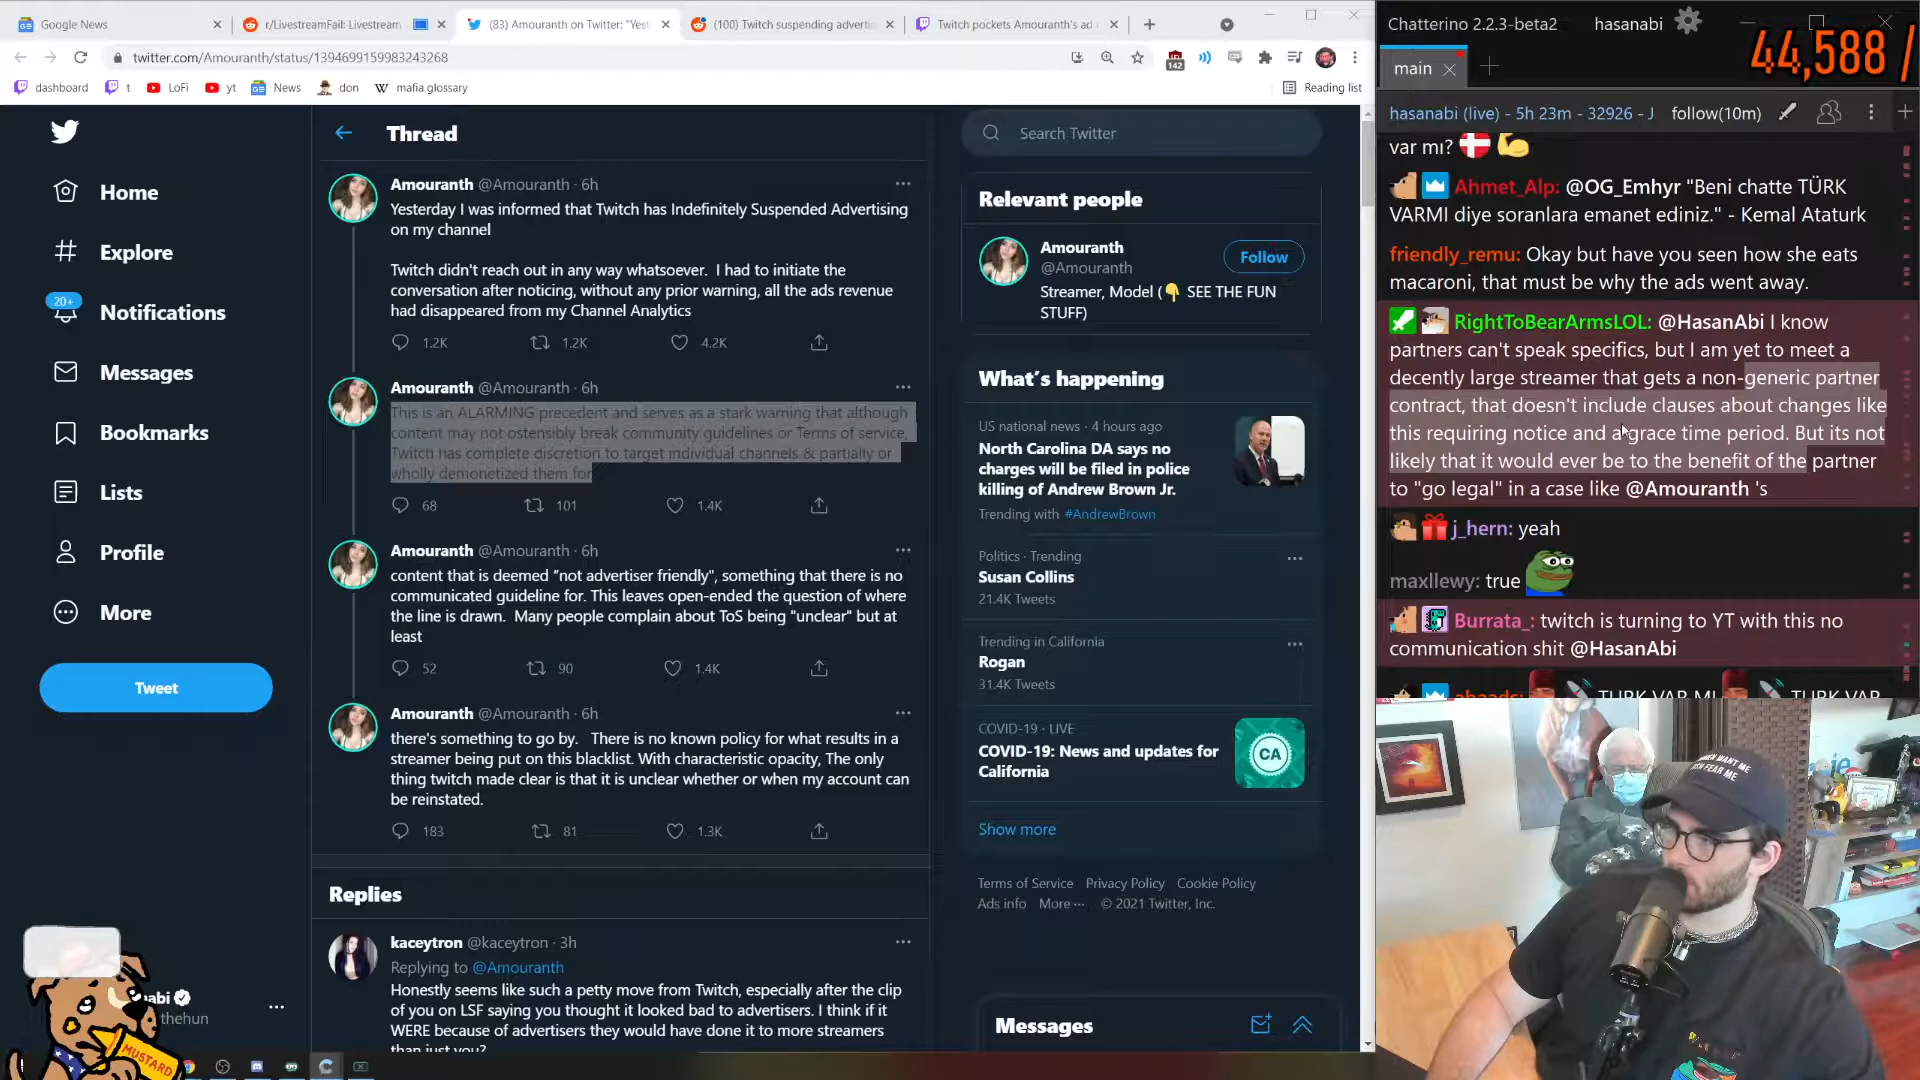 Google News
r/LivestreamFail: Livestream
(83) Amouranth on Twitter: "Yest
(100) Twitch suspending adverti
Twitch pockets Amouranth's ad
twitter.com/Amouranth/status/1394699159983243268
142
dashboard
t
LoFi
yt
News
don
mafia glossary
Reading list
Home
Explore
20+
Notifications
Messages
Bookmarks
Lists
Profile
More
Tweet
abi
thehun
MUSTARD
Thread
Amouranth @Amouranth · 6h
Yesterday I was informed that Twitch has Indefinitely Suspended Advertising
on my channel
Twitch didn't reach out in any way whatsoever.  I had to initiate the
conversation after noticing, without any prior warning, all the ads revenue
had disappeared from my Channel Analytics
1.2K 1.2K 4.2K
Amouranth @Amouranth · 6h
This is an ALARMING precedent and serves as a stark warning that although
content may not ostensibly break community guidelines or Terms of service,
Twitch has complete discretion to target individual channels & partially or
wholly demonetized them for
68 101 1.4K
Amouranth @Amouranth · 6h
content that is deemed "not advertiser friendly", something that there is no
communicated guideline for. This leaves open-ended the question of where
the line is drawn.  Many people complain about ToS being "unclear" but at
least
52 90 1.4K
Amouranth @Amouranth · 6h
there's something to go by.   There is no known policy for what results in a
streamer being put on this blacklist. With characteristic opacity, The only
thing twitch made clear is that it is unclear whether or when my account can
be reinstated.
183 81 1.3K
Replies
kaceytron @kaceytron · 3h
Replying to @Amouranth
Honestly seems like such a petty move from Twitch, especially after the clip
of you on LSF saying you thought it looked bad to advertisers. I think if it
WERE because of advertisers they would have done it to more streamers
than just you?
Search Twitter
Relevant people
Amouranth
@Amouranth
Follow
Streamer, Model (👇 SEE THE FUN
STUFF)
What's happening
US national news · 4 hours ago
North Carolina DA says no
charges will be filed in police
killing of Andrew Brown Jr.
Trending with #AndrewBrown
Politics · Trending
Susan Collins
21.4K Tweets
Trending in California
Rogan
31.4K Tweets
COVID-19 · LIVE
COVID-19: News and updates for
California
CA
Show more
Terms of Service Privacy Policy Cookie Policy
Ads info More ··· © 2021 Twitter, Inc.
Messages
Chatterino 2.2.3-beta2
hasanabi
44,588 /
main
hasanabi (live) - 5h 23m - 32926 - J
follow(10m)
var mı?
Ahmet_Alp: @OG_Emhyr "Beni chatte TÜRK
VARMI diye soranlara emanet ediniz." - Kemal Ataturk
friendly_remu: Okay but have you seen how she eats
macaroni, that must be why the ads went away.
RightToBearArmsLOL: @HasanAbi I know
partners can't speak specifics, but I am yet to meet a
decently large streamer that gets a non-generic partner
contract, that doesn't include clauses about changes like
this requiring notice and a grace time period. But its not
likely that it would ever be to the benefit of the partner
to "go legal" in a case like @Amouranth 's
j_hern: yeah
maxllewy: true
Burrata_: twitch is turning to YT with this no
communication shit @HasanAbi
TURK VAR MI TURK VAR
WOMEN WANT ME
FISH FEAR ME